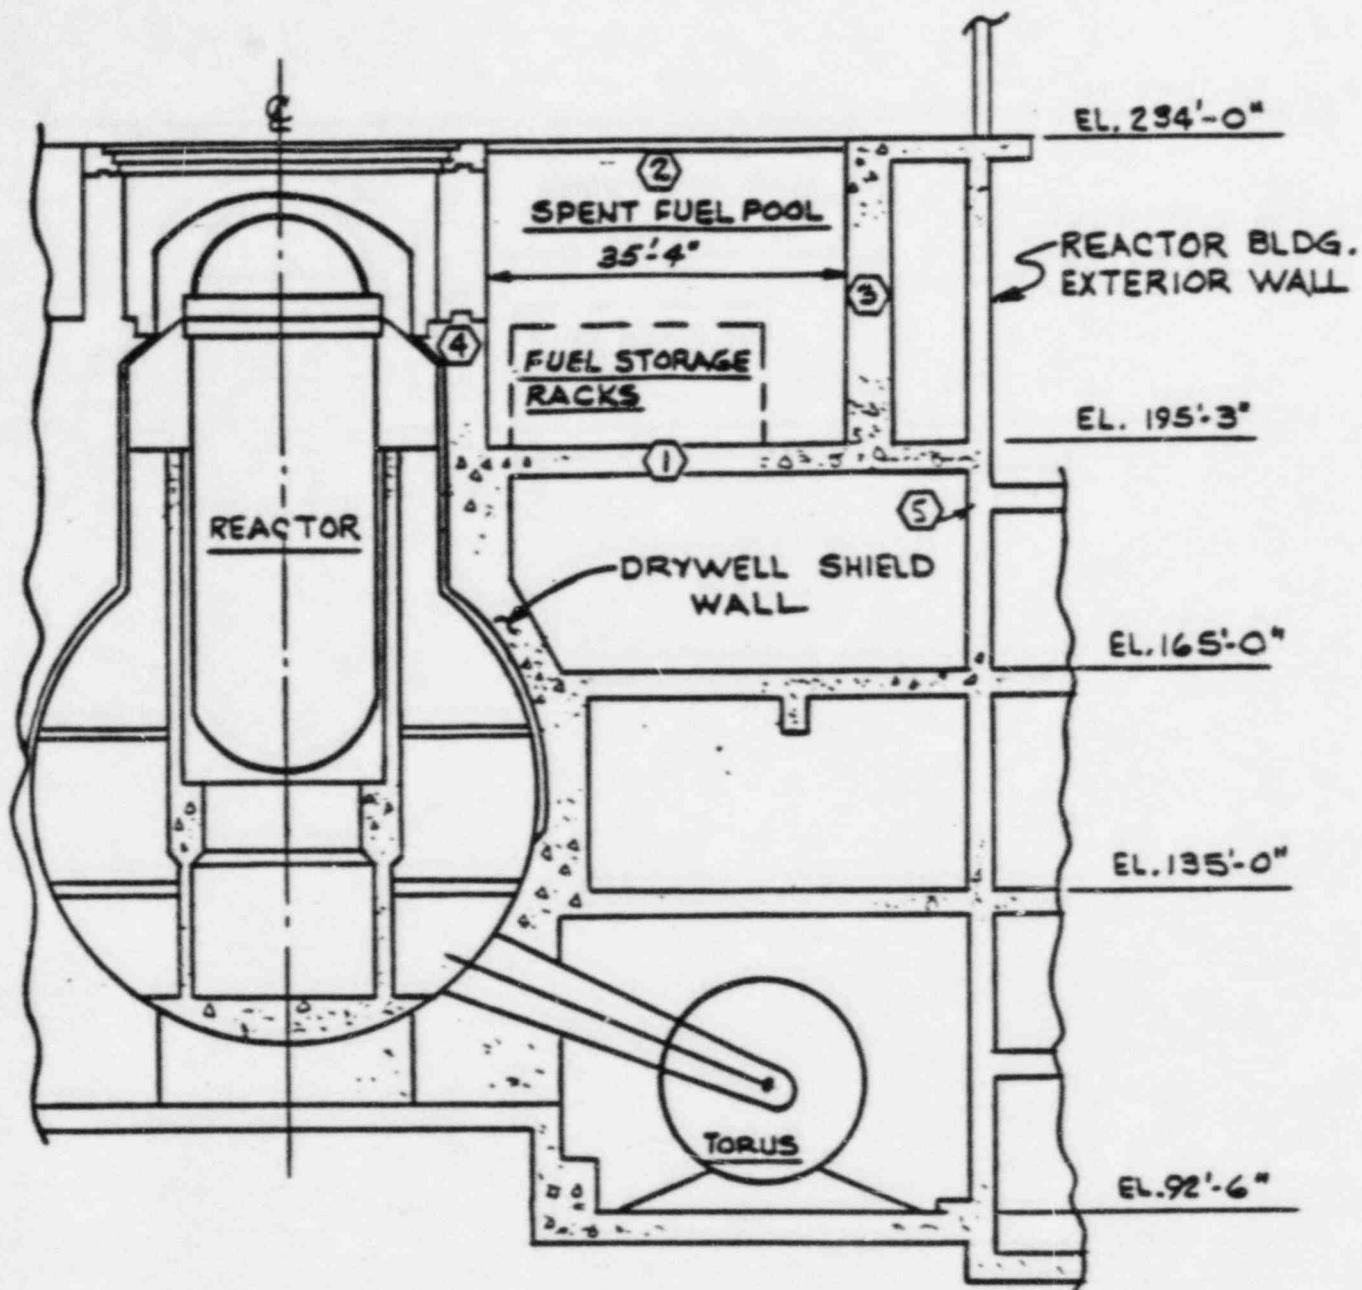 ℄
EL. 234'-0"
2
SPENT FUEL POOL
35'-4"
REACTOR BLDG.
EXTERIOR WALL
3
4
FUEL STORAGE
RACKS
EL. 195'-3"
1
5
REACTOR
DRYWELL SHIELD
WALL
EL. 165'-0"
EL. 135'-0"
TORUS
EL. 92'-6"